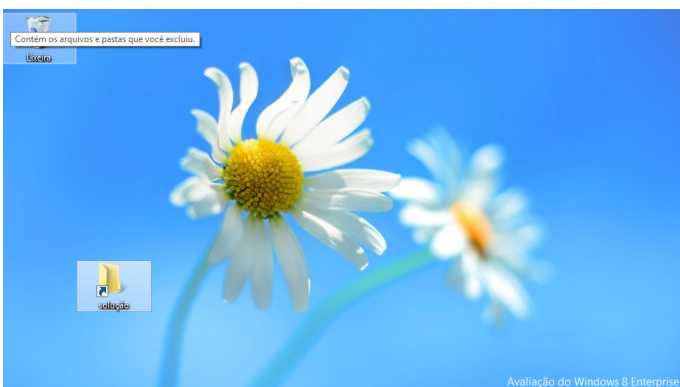 Contém os arquivos e pastas que você excluiu.
Lixeira
solução
Avaliação do Windows 8 Enterprise